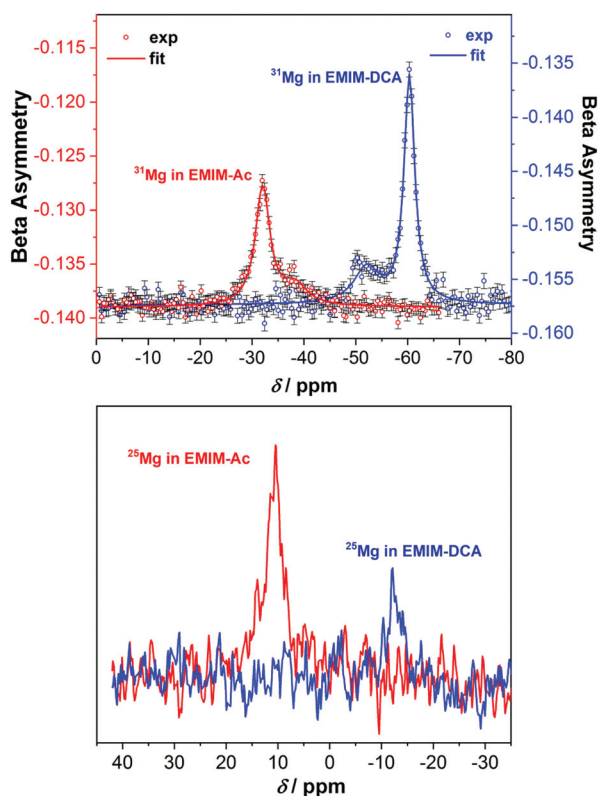 -0.115
-0.117
-0.120
-0.127
-0.130
-0.135
-0.140
Beta Asymmetry
exp
fit
³¹Mg in EMIM-Ac
³¹Mg in EMIM-DCA
exp
fit
-0.135
-0.140
-0.145
-0.150
-0.155
-0.160
Beta Asymmetry
0 -10 -20 -30 -40 -50 -60 -70 -80
δ / ppm
²⁵Mg in EMIM-Ac
²⁵Mg in EMIM-DCA
40 30 20 10 0 -10 -20 -30
δ / ppm